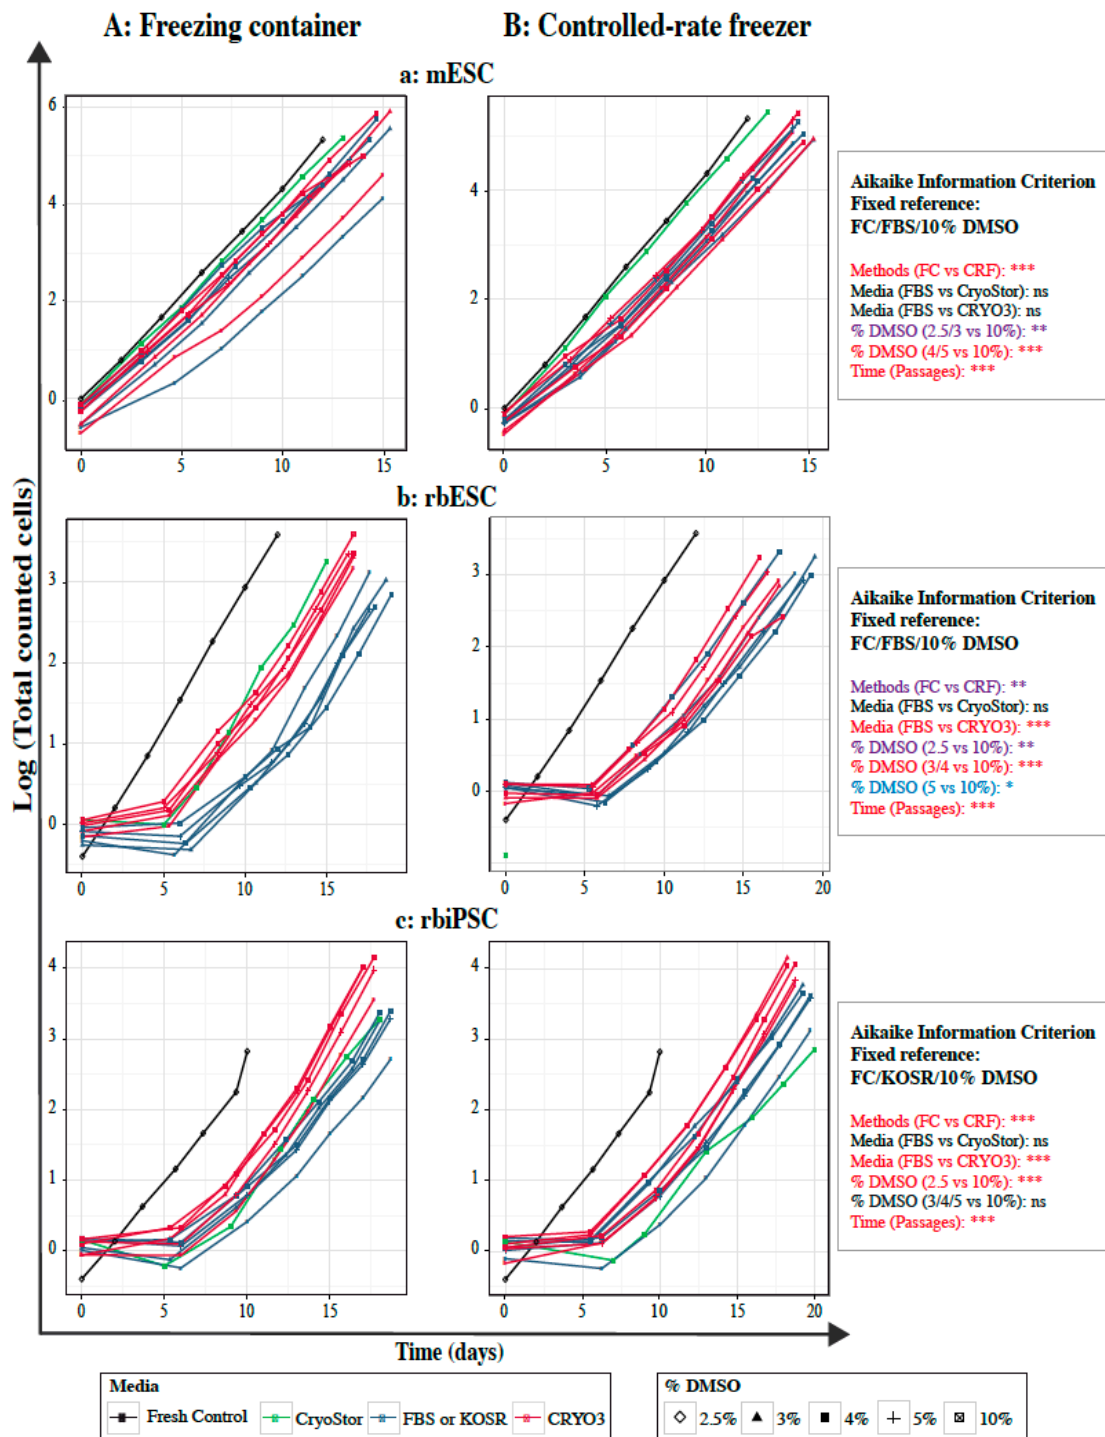 A: Freezing container
B: Controlled-rate freezer
a: mESC
6
4
2
0
0
5
10
15
4
2
0
0
5
10
15
Aikaike Information Criterion
Fixed reference:
FC/FBS/10% DMSO
Methods (FC vs CRF): ***
Media (FBS vs CryoStor): ns
Media (FBS vs CRYO3): ns
% DMSO (2.5/3 vs 10%): **
% DMSO (4/5 vs 10%): ***
Time (Passages): ***
Log (Total counted cells)
b: rbESC
3
2
1
0
0
5
10
15
3
2
1
0
0
5
10
15
20
Aikaike Information Criterion
Fixed reference:
FC/FBS/10% DMSO
Methods (FC vs CRF): **
Media (FBS vs CryoStor): ns
Media (FBS vs CRYO3): ***
% DMSO (2.5 vs 10%): **
% DMSO (3/4 vs 10%): ***
% DMSO (5 vs 10%): *
Time (Passages): ***
c: rbiPSC
4
3
2
1
0
0
5
10
15
4
3
2
1
0
0
5
10
15
20
Aikaike Information Criterion
Fixed reference:
FC/KOSR/10% DMSO
Methods (FC vs CRF): ***
Media (FBS vs CryoStor): ns
Media (FBS vs CRYO3): ***
% DMSO (2.5 vs 10%): ***
% DMSO (3/4/5 vs 10%): ns
Time (Passages): ***
Time (days)
Media
Fresh Control CryoStor FBS or KOSR CRYO3
% DMSO
2.5% 3% 4% 5% 10%